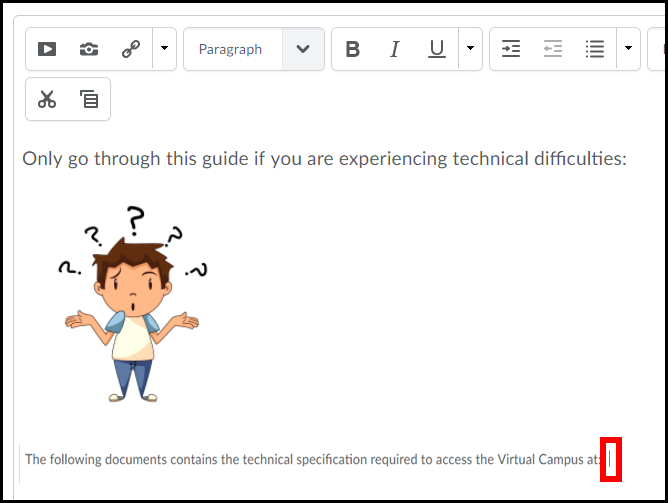 Paragraph B I U
Only go through this guide if you are experiencing technical difficulties:
? ? ? ? ?
The following documents contains the technical specification required to access the Virtual Campus at: